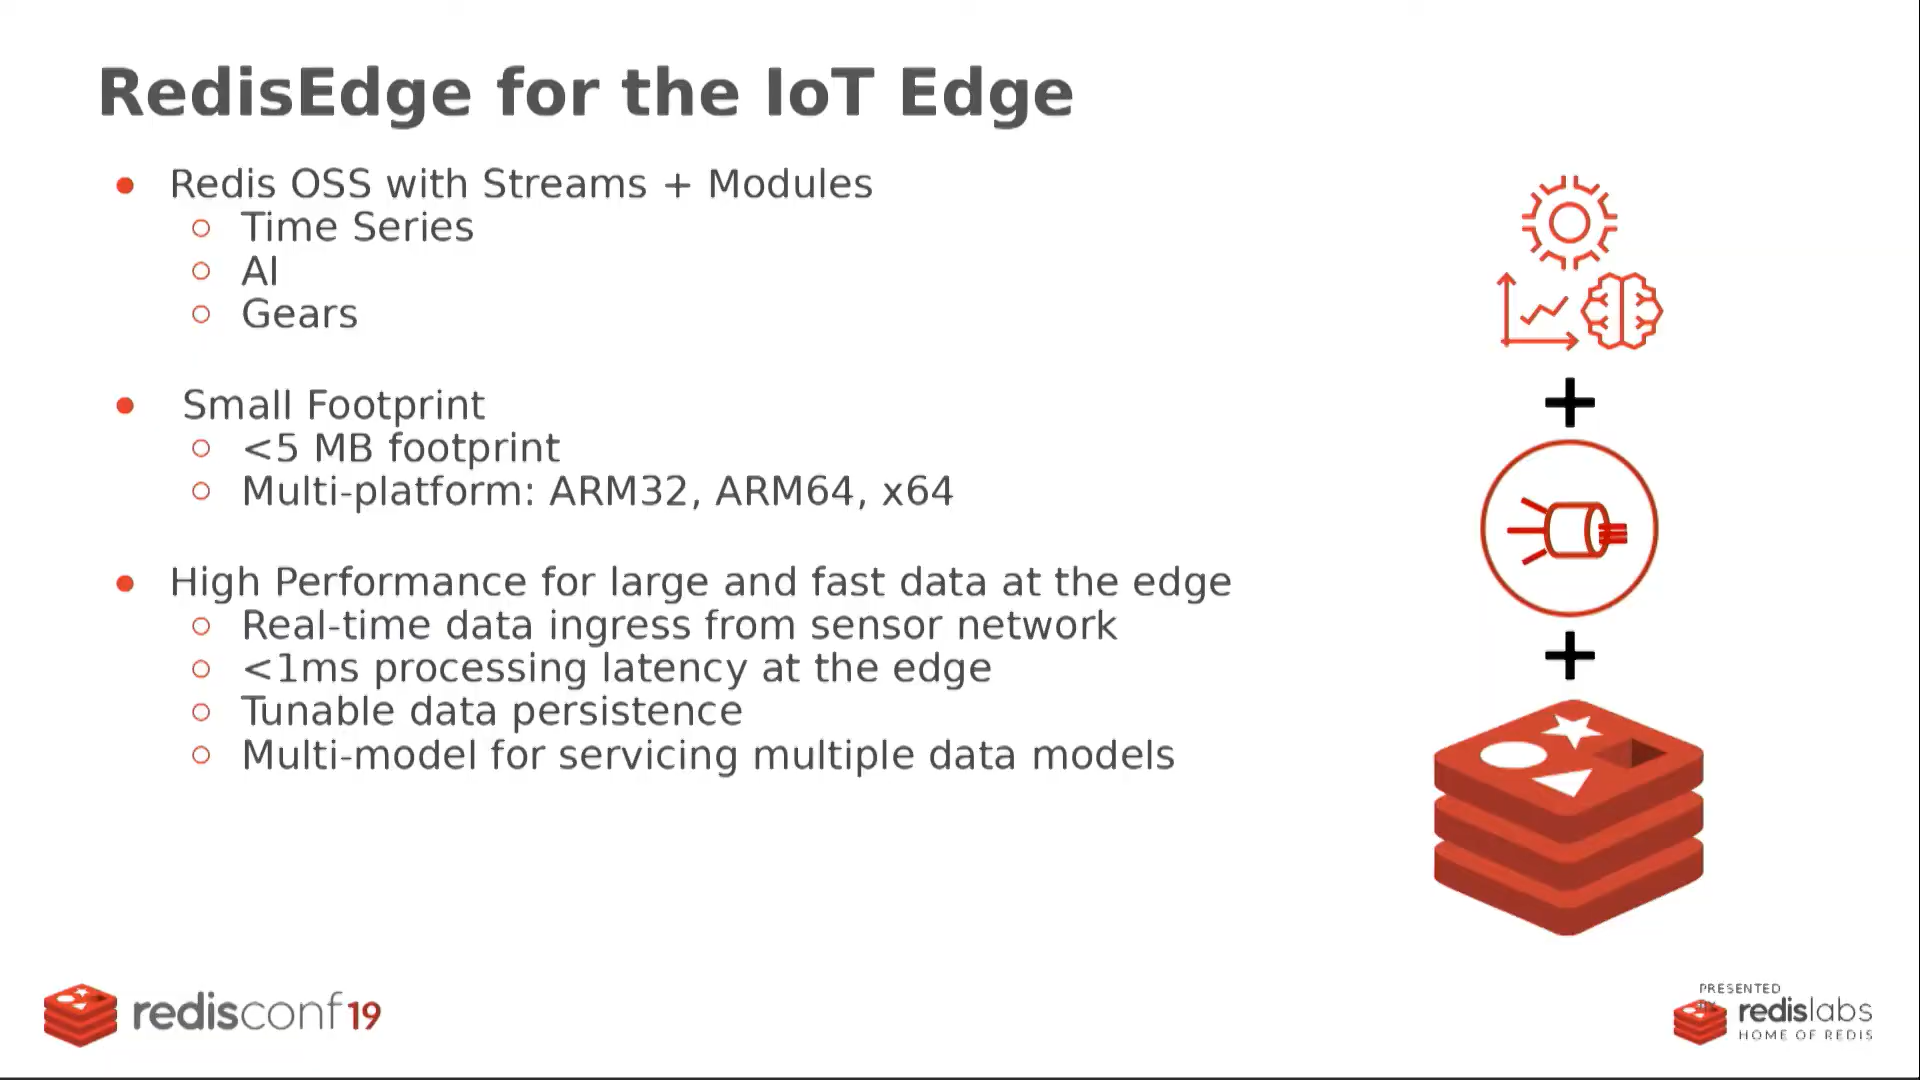 RedisEdge for the IoT Edge
Redis OSS with Streams + Modules
Time Series
AI
Gears
Small Footprint
<5 MB footprint
Multi-platform: ARM32, ARM64, x64
High Performance for large and fast data at the edge
Real-time data ingress from sensor network
<1ms processing latency at the edge
Tunable data persistence
Multi-model for servicing multiple data models
redisconf19
PRESENTED
redislabs
HOME OF REDIS